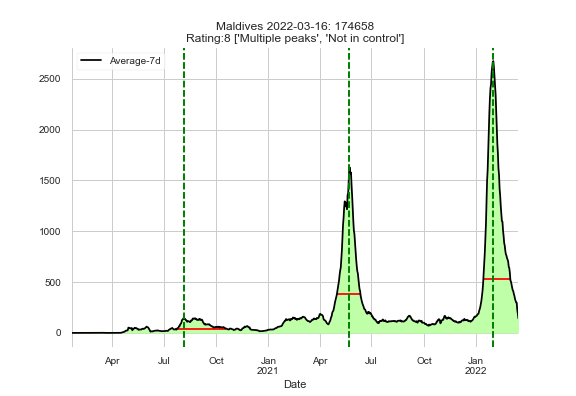 Maldives 2022-03-16: 174658
Rating:8 ['Multiple peaks', 'Not in control']
Average-7d
2500
2000
1500
1000
500
0
Apr Jul Oct Jan Apr Jul Oct Jan
2021 2022
Date